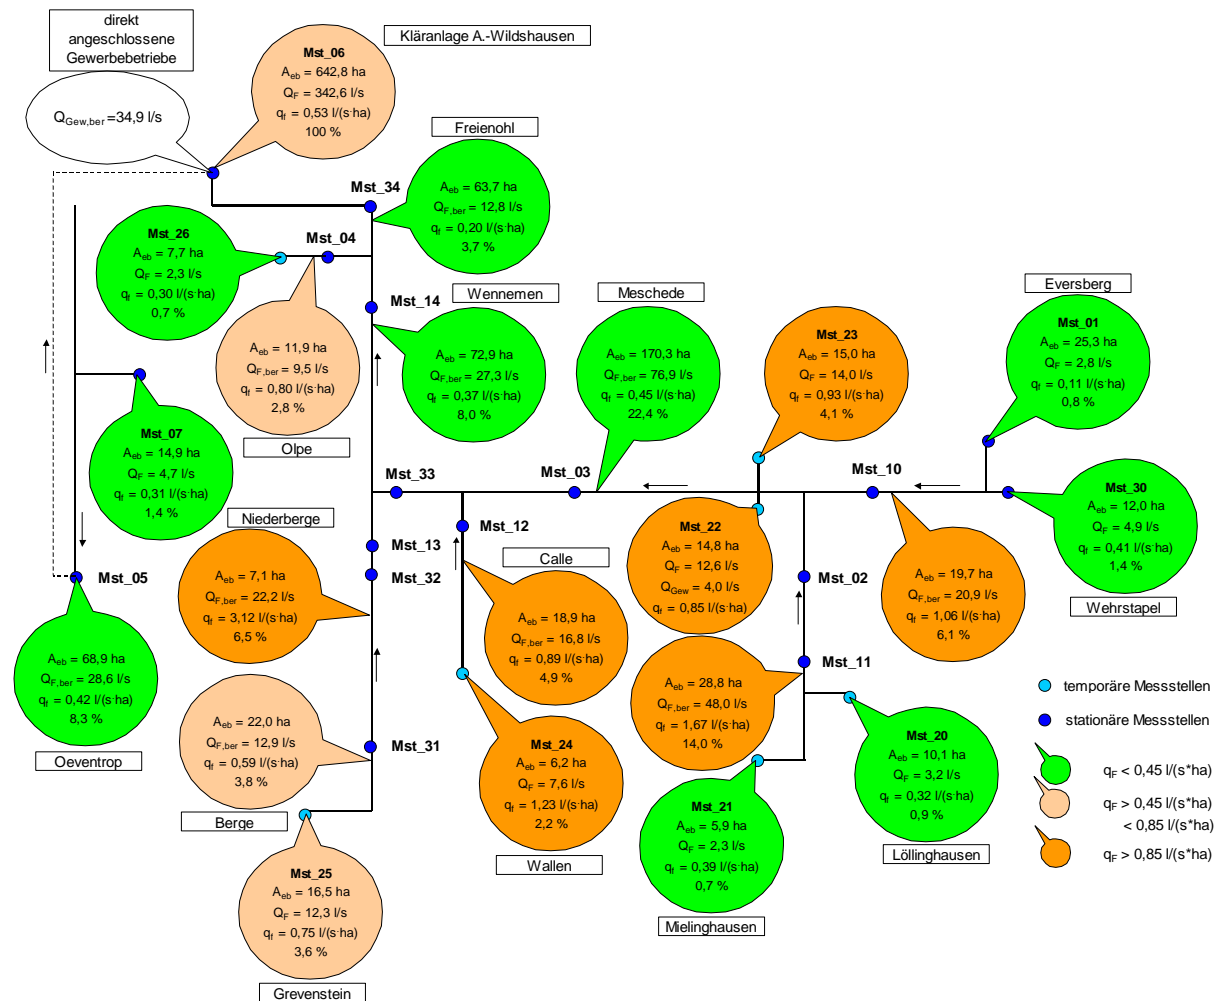 direkt
angeschlossene
Gewerbebetriebe
Q_Gew,ber =34,9 l/s
Kläranlage A.-Wildshausen
Mst_06
A_eb = 642,8 ha
Q_F = 342,6 l/s
q_f = 0,53 l/(s·ha)
100 %
Freienohl
A_eb = 63,7 ha
Q_F,ber = 12,8 l/s
q_f = 0,20 l/(s·ha)
3,7 %
Mst_34
Mst_26
A_eb = 7,7 ha
Q_F = 2,3 l/s
q_f = 0,30 l/(s·ha)
0,7 %
Mst_04
Mst_14
A_eb = 11,9 ha
Q_F,ber = 9,5 l/s
q_f = 0,80 l/(s·ha)
2,8 %
Olpe
Wennemen
A_eb = 72,9 ha
Q_F,ber = 27,3 l/s
q_f = 0,37 l/(s·ha)
8,0 %
Meschede
A_eb = 170,3 ha
Q_F,ber = 76,9 l/s
q_f = 0,45 l/(s·ha)
22,4 %
Mst_23
A_eb = 15,0 ha
Q_F = 14,0 l/s
q_f = 0,93 l/(s·ha)
4,1 %
Eversberg
Mst_01
A_eb = 25,3 ha
Q_F = 2,8 l/s
q_f = 0,11 l/(s·ha)
0,8 %
Mst_07
A_eb = 14,9 ha
Q_F = 4,7 l/s
q_f = 0,31 l/(s·ha)
1,4 %
Mst_33
Mst_03
Mst_10
Mst_30
A_eb = 12,0 ha
Q_F = 4,9 l/s
q_f = 0,41 l/(s·ha)
1,4 %
Wehrstapel
Niederberge
A_eb = 7,1 ha
Q_F,ber = 22,2 l/s
q_f = 3,12 l/(s·ha)
6,5 %
Mst_12
Mst_13
Mst_32
Calle
A_eb = 18,9 ha
Q_F,ber = 16,8 l/s
q_f = 0,89 l/(s·ha)
4,9 %
Mst_22
A_eb = 14,8 ha
Q_F = 12,6 l/s
Q_Gew = 4,0 l/s
q_f = 0,85 l/(s·ha)
Mst_02
A_eb = 19,7 ha
Q_F,ber = 20,9 l/s
q_f = 1,06 l/(s·ha)
6,1 %
Mst_05
A_eb = 68,9 ha
Q_F,ber = 28,6 l/s
q_f = 0,42 l/(s·ha)
8,3 %
Oeventrop
Mst_11
A_eb = 28,8 ha
Q_F,ber = 48,0 l/s
q_f = 1,67 l/(s·ha)
14,0 %
A_eb = 22,0 ha
Q_F,ber = 12,9 l/s
q_f = 0,59 l/(s·ha)
3,8 %
Berge
Mst_31
Mst_24
A_eb = 6,2 ha
Q_F = 7,6 l/s
q_f = 1,23 l/(s·ha)
2,2 %
Wallen
Mst_20
A_eb = 10,1 ha
Q_F = 3,2 l/s
q_f = 0,32 l/(s·ha)
0,9 %
Löllinghausen
Mst_21
A_eb = 5,9 ha
Q_F = 2,3 l/s
q_f = 0,39 l/(s·ha)
0,7 %
Mielinghausen
Mst_25
A_eb = 16,5 ha
Q_F = 12,3 l/s
q_f = 0,75 l/(s·ha)
3,6 %
Grevenstein
temporäre Messstellen
stationäre Messstellen
q_F < 0,45 l/(s*ha)
q_F > 0,45 l/(s*ha)
< 0,85 l/(s*ha)
q_F > 0,85 l/(s*ha)